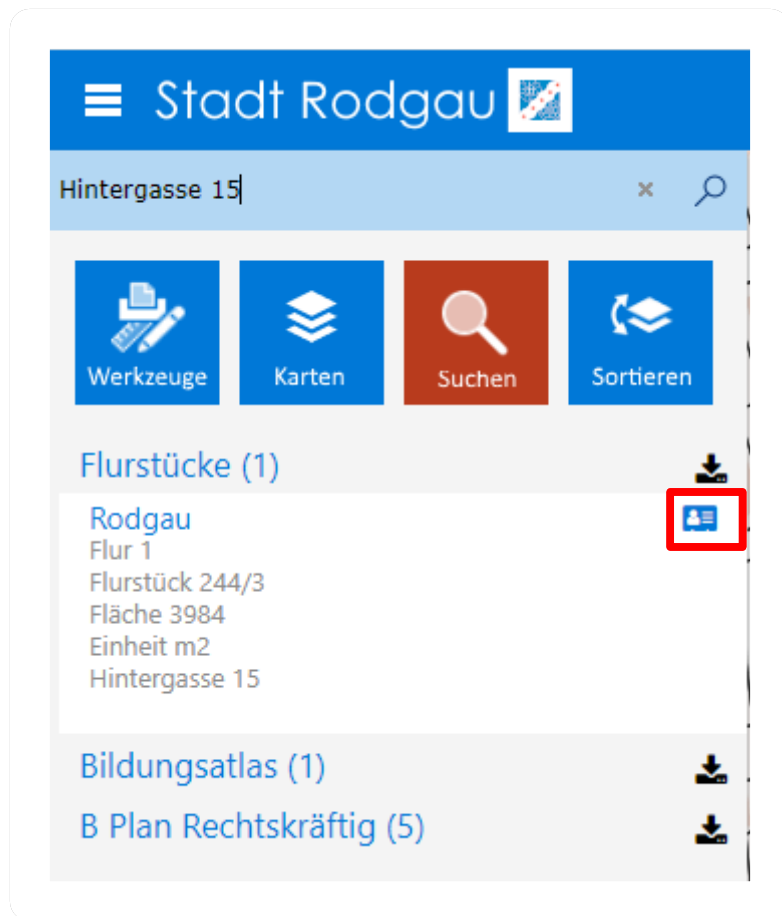 Stadt Rodgau
Hintergasse 15
Werkzeuge
Karten
Suchen
Sortieren
Flurstücke (1)
Rodgau
Flur 1
Flurstück 244/3
Fläche 3984
Einheit m2
Hintergasse 15
Bildungsatlas (1)
B Plan Rechtskräftig (5)